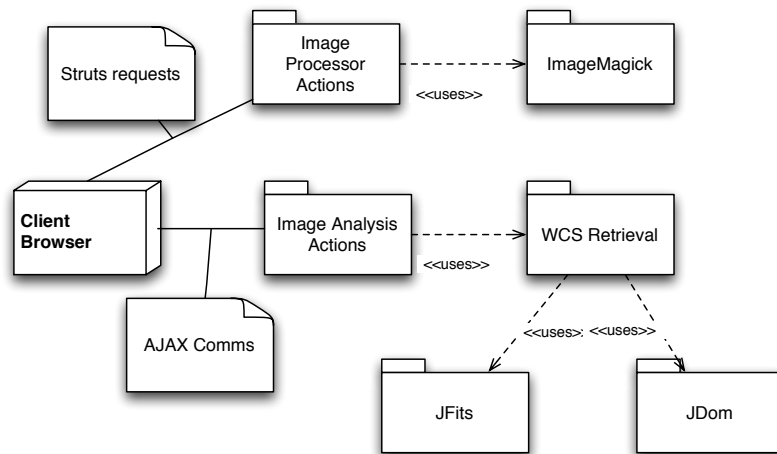 Struts requests
Image
Processor
Actions
<<uses>>
ImageMagick
Client
Browser
Image Analysis
Actions
<<uses>>
WCS Retrieval
AJAX Comms
<<uses>
<<uses>>
JFits
JDom